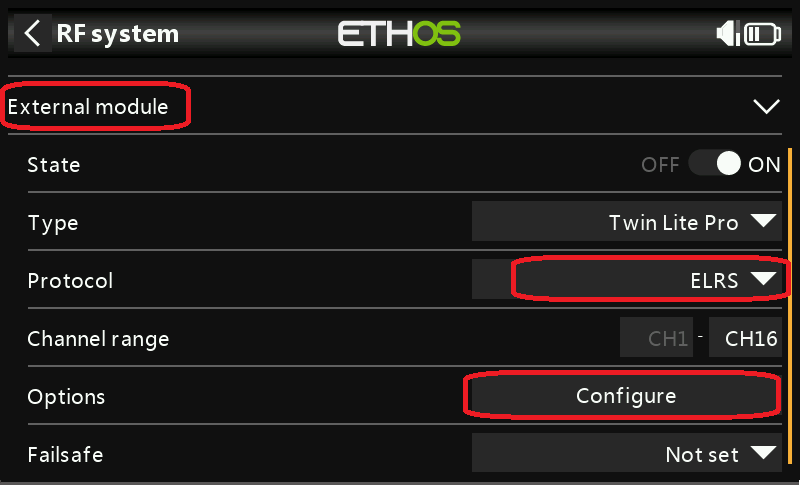 RF system ETHOS
External module
State OFF ON
Type Twin Lite Pro
Protocol ELRS
Channel range CH1 - CH16
Options Configure
Failsafe Not set